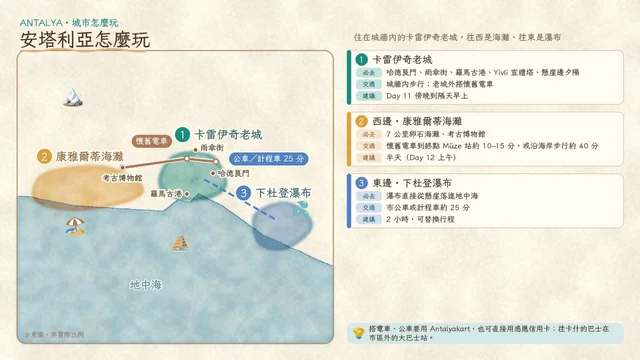 ANTALYA・城市怎麼玩
安塔利亞怎麼玩
住在城牆內的卡雷伊奇老城，往西是海灘、往東是瀑布
1 卡雷伊奇老城
懷舊電車
雨傘街
2 康雅爾蒂海灘
公車／計程車 25 分
考古博物館
哈德良門
羅馬古港
3 下杜登瀑布
地中海
示意圖，非實際比例
1 卡雷伊奇老城
必去 哈德良門、雨傘街、羅馬古港、Yivli 宣禮塔、懸崖邊夕陽
交通 城牆內步行；老城外搭懷舊電車
建議 Day 11 傍晚到隔天早上
2 西邊・康雅爾蒂海灘
必去 7 公里卵石海灘、考古博物館
交通 懷舊電車到終點 Müze 站約 10–15 分，或沿海岸步行約 40 分
建議 半天（Day 12 上午）
3 東邊・下杜登瀑布
必去 瀑布直接從懸崖落進地中海
交通 市公車或計程車約 25 分
建議 2 小時，可替換行程
搭電車、公車要用 Antalyakart，也可直接用感應信用卡；往卡什的巴士在
市區外的大巴士站。